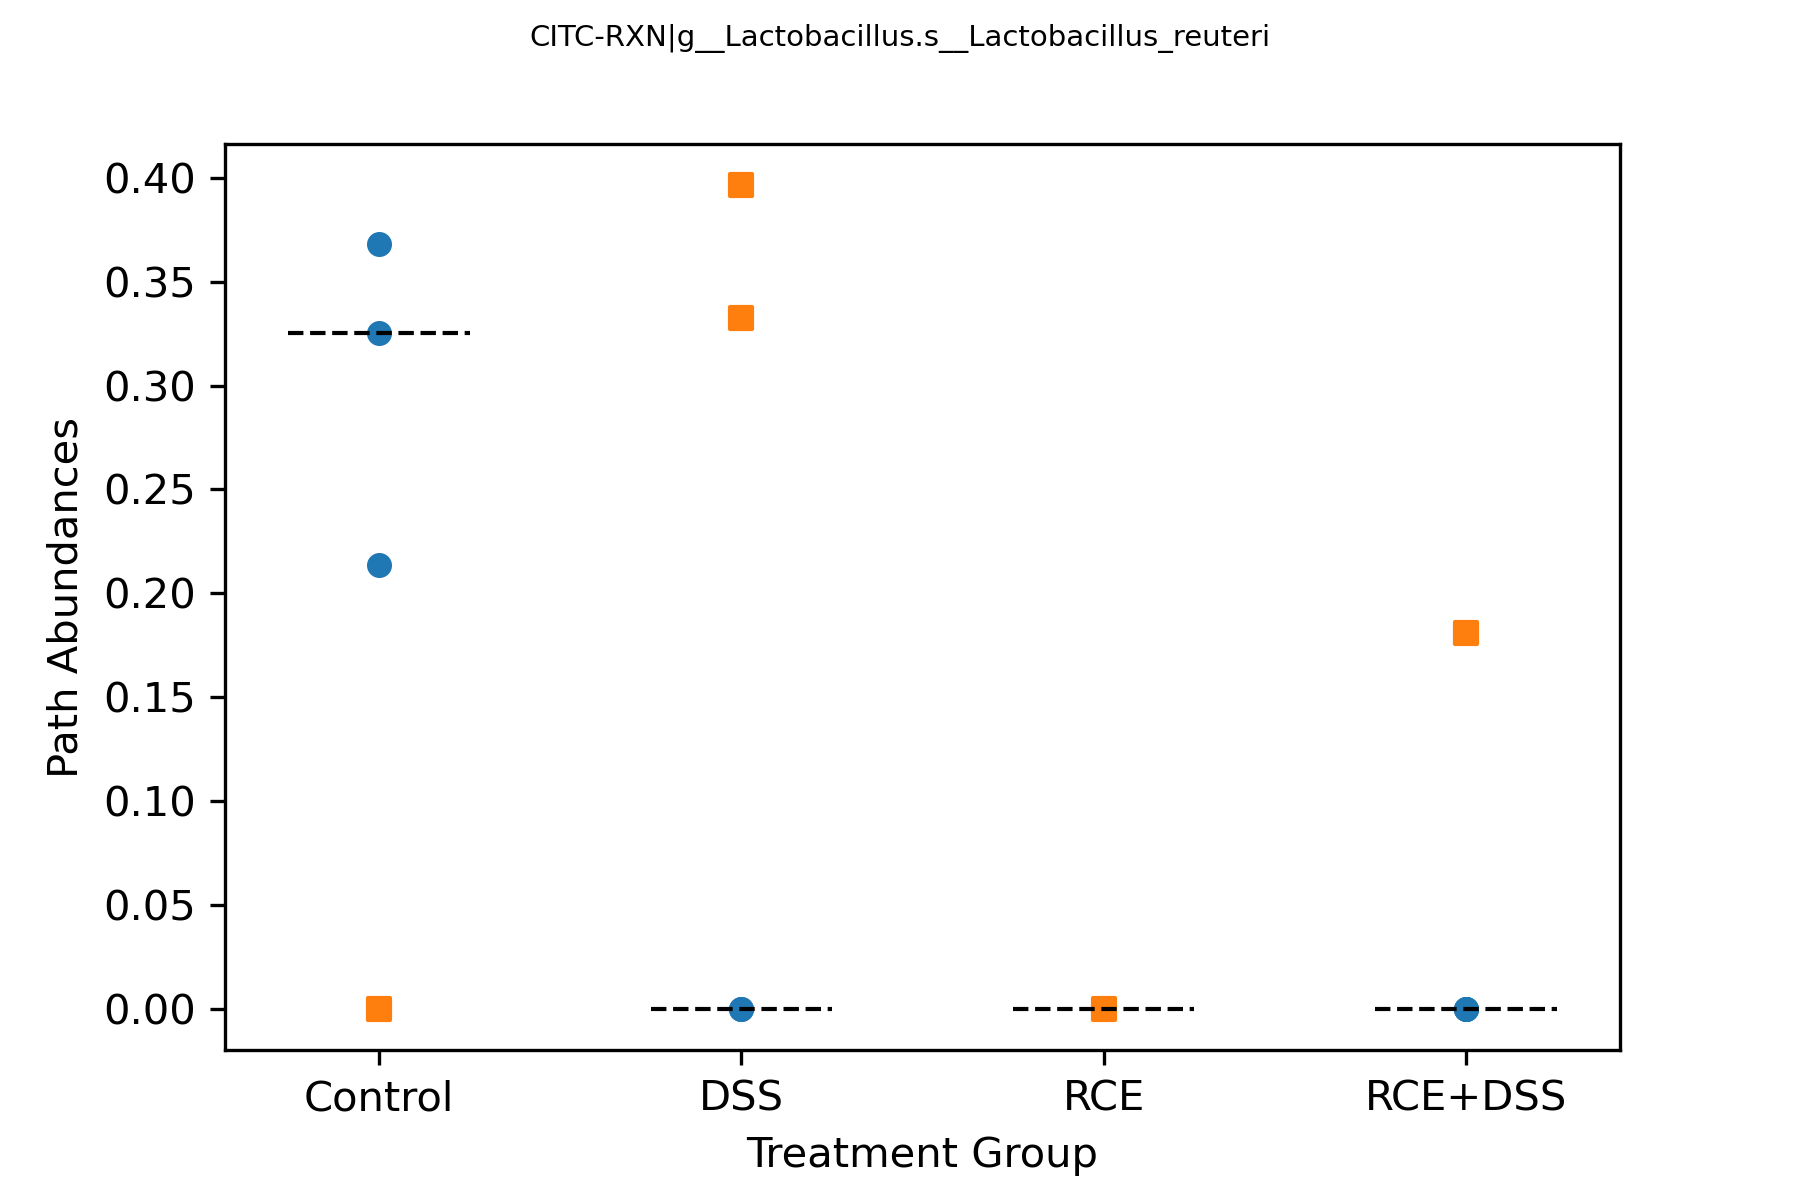 CITC-RXN|g__Lactobacillus.s__Lactobacillus_reuteri
0.40
0.35
0.30
0.25
0.20
0.15
0.10
0.05
0.00
Path Abundances
Control DSS RCE RCE+DSS
Treatment Group